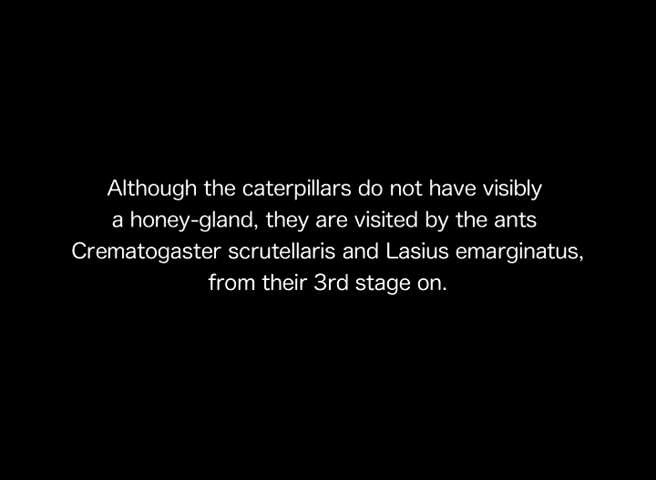 Although the caterpillars do not have visibly
a honey-gland, they are visited by the ants
Crematogaster scrutellaris and Lasius emarginatus,
from their 3rd stage on.